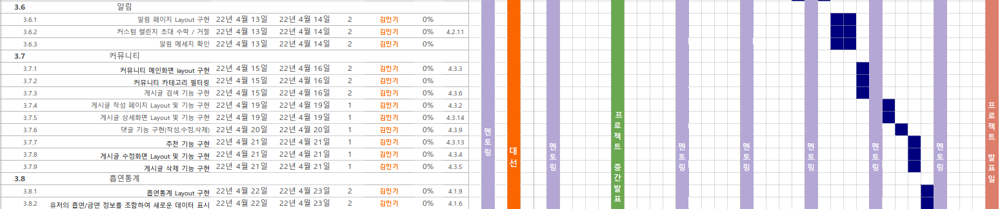 3.6 알림
3.6.1 알림 페이지 Layout 구현 22년 4월 13일 22년 4월 14일 2 김민기 0%
3.6.2 커스텀 챌린지 초대 수락 / 거절 22년 4월 13일 22년 4월 14일 2 김민기 0% 4.2.11
3.6.3 알림 메세지 확인 22년 4월 13일 22년 4월 14일 2 김민기 0%
3.7 커뮤니티
3.7.1 커뮤니티 메인화면 layout 구현 22년 4월 15일 22년 4월 16일 2 김민기 0% 4.3.3
3.7.2 커뮤니티 카테고리 필터링 22년 4월 15일 22년 4월 16일 2 김민기 0%
3.7.3 게시글 검색 기능 구현 22년 4월 15일 22년 4월 16일 2 김민기 0% 4.3.6
3.7.4 게시글 작성 페이지 Layout 및 기능 구현 22년 4월 19일 22년 4월 19일 1 김민기 0% 4.3.2
3.7.5 게시글 상세화면 Layout 및 기능 구현 22년 4월 19일 22년 4월 19일 1 김민기 0% 4.3.14
3.7.6 댓글 기능 구현(작성,수정,삭제) 22년 4월 20일 22년 4월 20일 1 김민기 0% 4.3.9
3.7.7 추천 기능 구현 22년 4월 21일 22년 4월 21일 1 김민기 0% 4.3.13
3.7.8 게시글 수정화면 Layout 및 기능 구현 22년 4월 21일 22년 4월 21일 1 김민기 0% 4.3.4
3.7.9 게시글 삭제 기능 구현 22년 4월 21일 22년 4월 21일 1 김민기 0% 4.3.5
3.8 흡연통계
3.8.1 흡연통계 Layout 구현 22년 4월 22일 22년 4월 23일 2 김민기 0% 4.1.9
3.8.2 유저의 흡연/금연 정보를 조합하여 새로운 데이터 표시 22년 4월 22일 22년 4월 23일 2 김민기 0% 4.1.6
멘토링
대선
멘토링
프로젝트 중간발표
멘토링
멘토링
멘토링
멘토링
멘토링
프로젝트 발표일